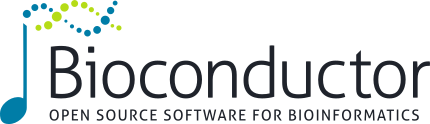 Bioconductor
OPEN SOURCE SOFTWARE FOR BIOINFORMATICS